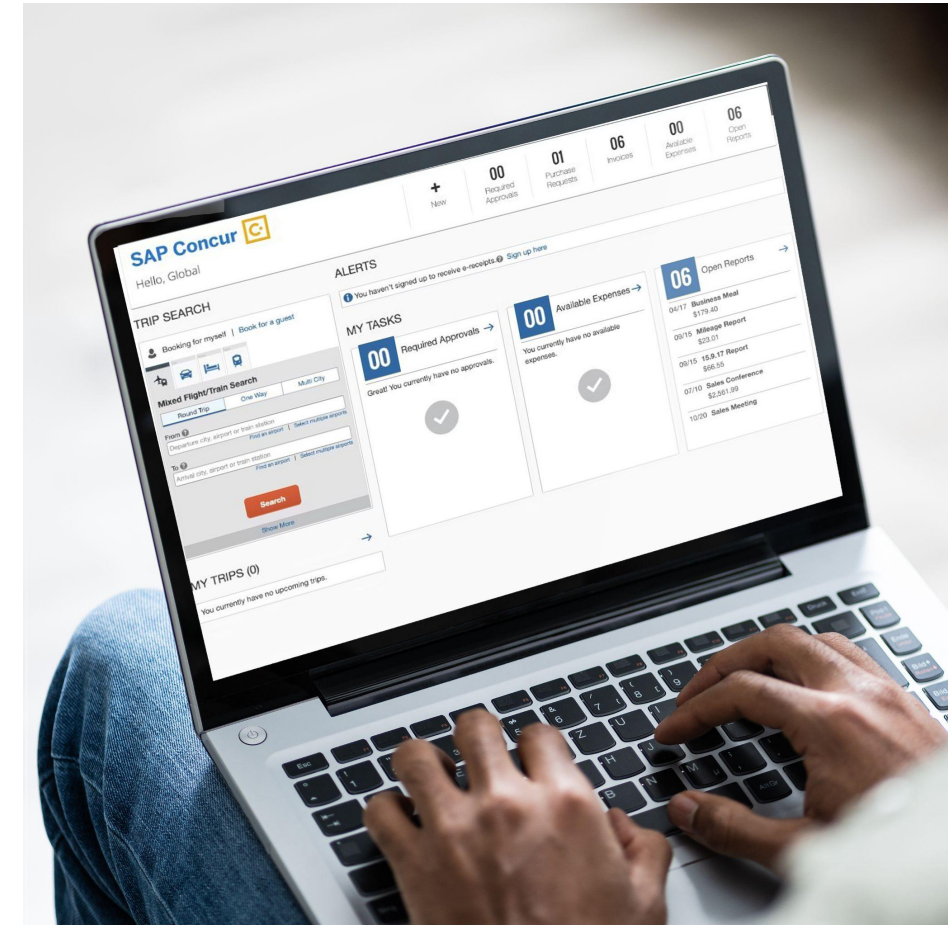 SAP Concur
Hello, Global
+
New
00
Required
Approvals
01
Purchase
Requests
06
Invoices
00
Available
Expenses
06
Open
Reports
TRIP SEARCH
Booking for myself | Book for a guest
Mixed Flight/Train Search
Round Trip
One Way
Multi City
From
Departure city, airport or train station
Find an airport | Select multiple airports
To
Arrival city, airport or train station
Find an airport | Select multiple airports
Search
Show More
MY TRIPS (0)
You currently have no upcoming trips.
ALERTS
You haven't signed up to receive e-receipts. Sign up here
MY TASKS
00 Required Approvals
Great! You currently have no approvals.
00 Available Expenses
You currently have no available
expenses.
06 Open Reports
04/17 Business Meal
$179.40
09/15 Mileage Report
$23.01
09/15 15.9.17 Report
$66.55
07/10 Sales Conference
$2,561.99
10/20 Sales Meeting
Esc
Druck
Entf
Z U
H J
B N M